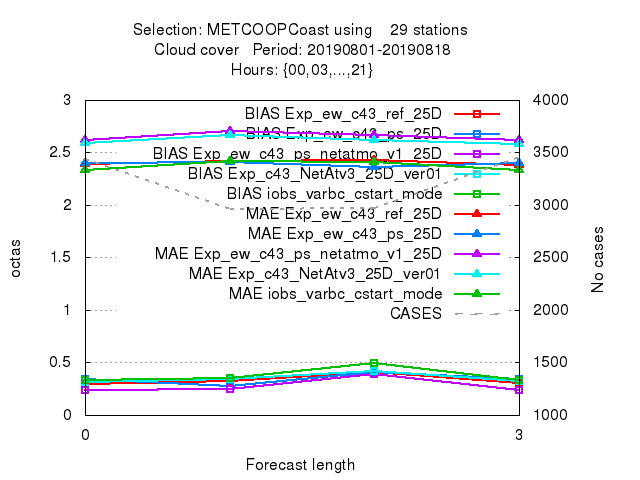 Selection: METCOOPCoast using    29 stations
Cloud cover   Period: 20190801-20190818
Hours: {00,03,...,21}
3
4000
BIAS Exp_ew_c43_ref_25D
BIAS Exp_ew_c43_ps_25D
2.5
BIAS Exp_ew_c43_ps_netatmo_v1_25D
3500
BIAS Exp_c43_NetAtv3_25D_ver01
BIAS iobs_varbc_cstart_mode
2
MAE Exp_ew_c43_ref_25D
3000
MAE Exp_ew_c43_ps_25D
1.5
MAE Exp_ew_c43_ps_netatmo_v1_25D
2500
octas
No cases
MAE Exp_c43_NetAtv3_25D_ver01
MAE iobs_varbc_cstart_mode
1
CASES
2000
0.5
1500
0
1000
0
3
Forecast length